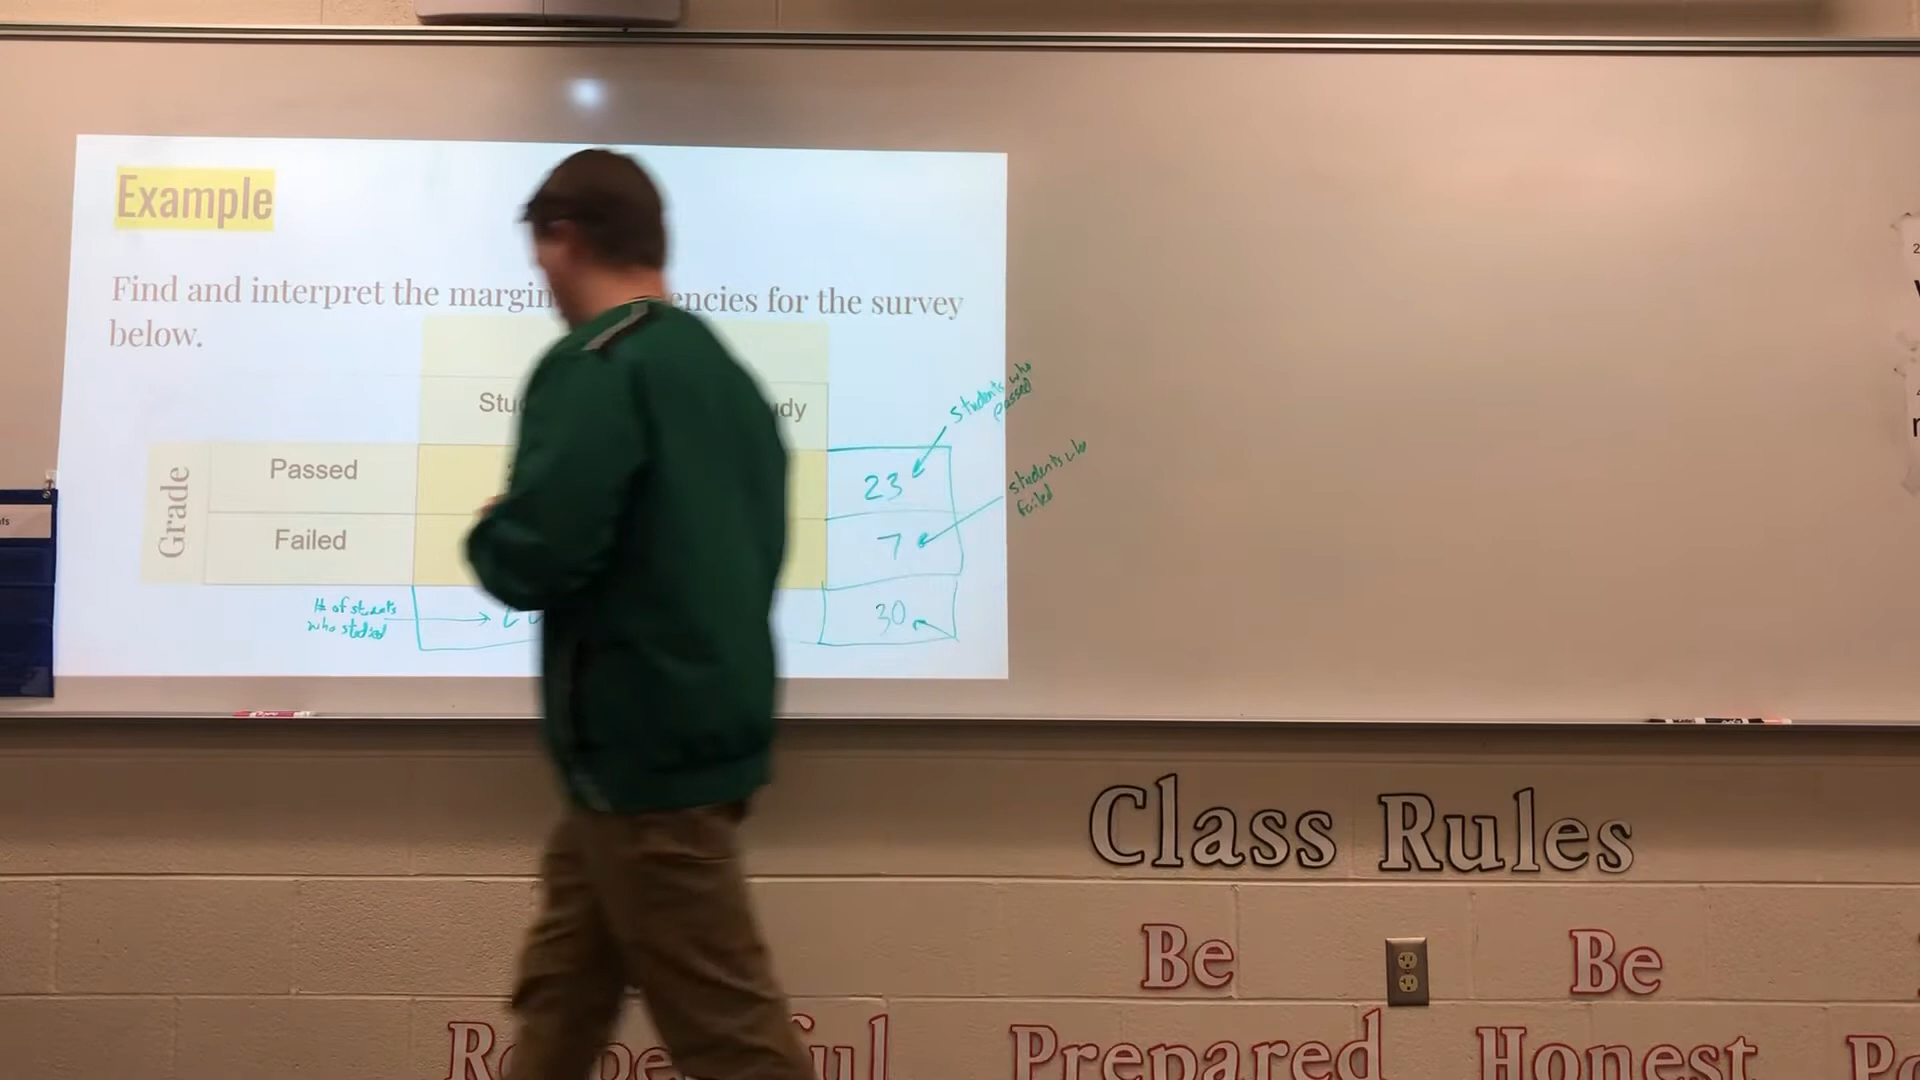 Example
Find and interpret the margin encies for the survey
below.
Stu udy
students who
passed
Grade
Passed
23
students who
failed
Failed
7
# of students
who studied
30
Class Rules
Be
Be
Prepared
Honest